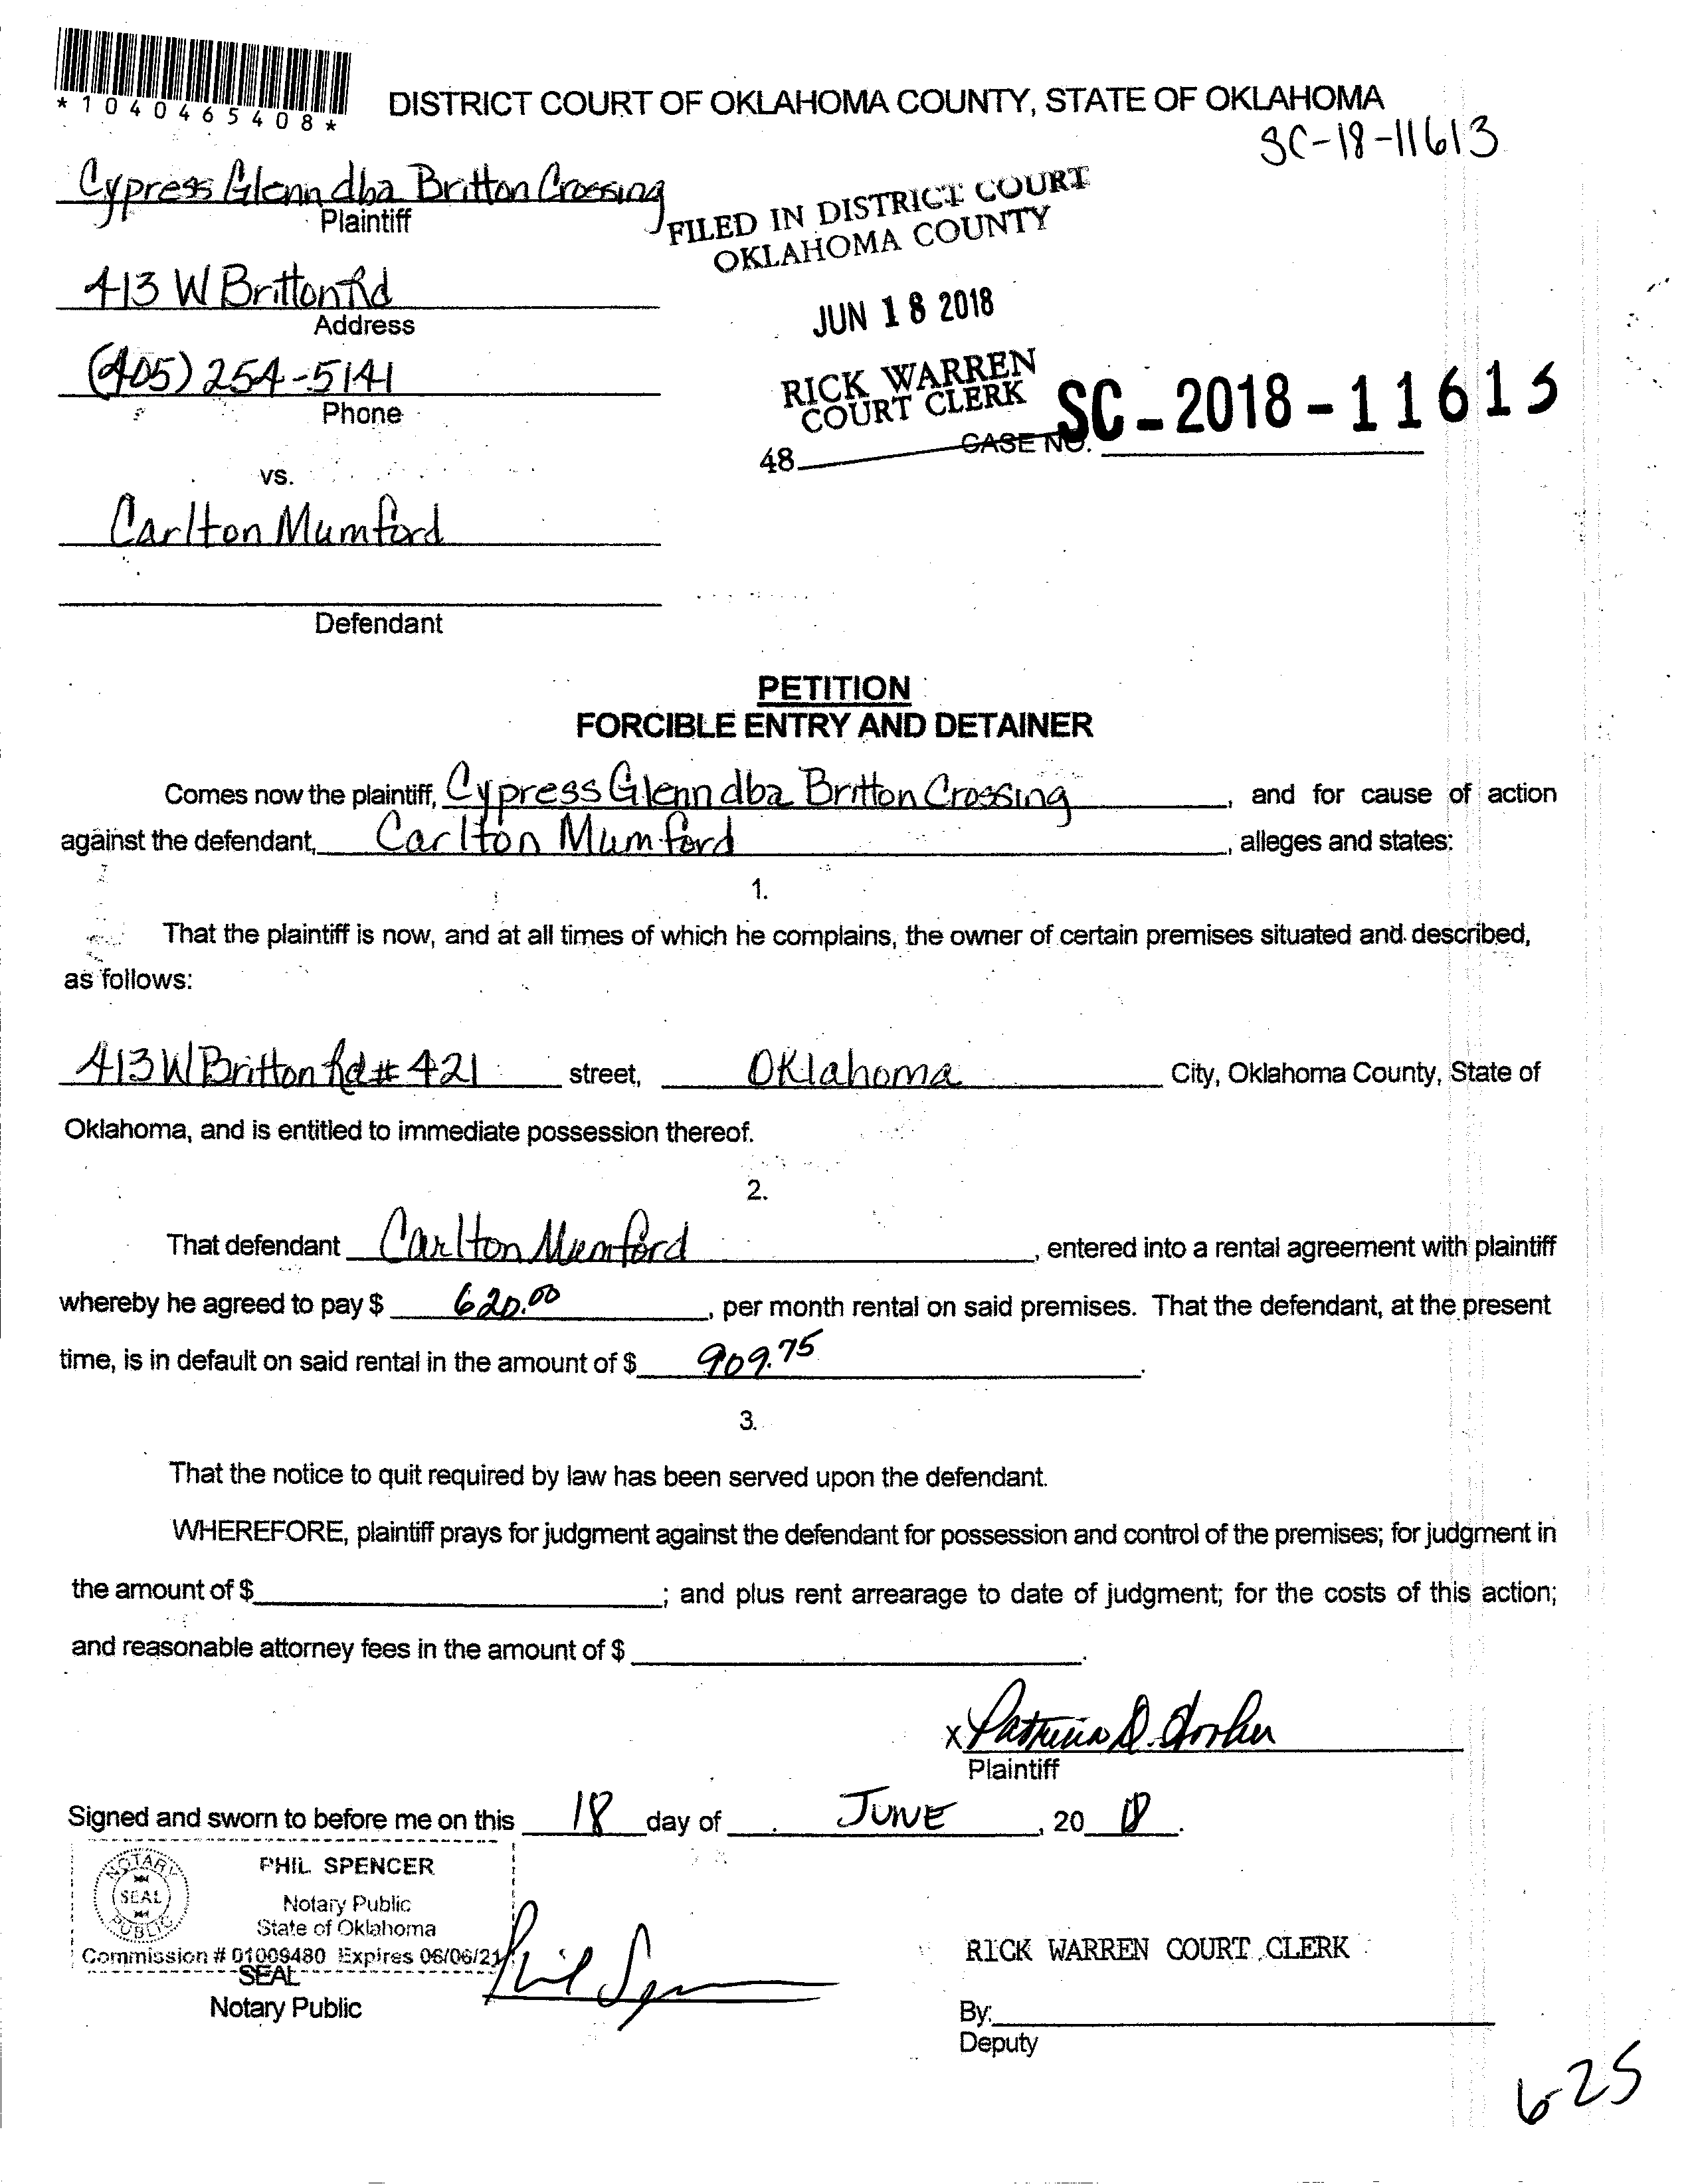 *1040465408*
DISTRICT COURT OF OKLAHOMA COUNTY, STATE OF OKLAHOMA
SC-18-11613
Cypress Glenn dba Britton Crossing
Plaintiff
FILED IN DISTRICT COURT
OKLAHOMA COUNTY
413 W Britton Rd
Address
JUN 18 2018
(405) 254-5141
Phone
RICK WARREN
COURT CLERK
48
CASE NO. SC-2018-11613
vs.
Carlton Mumford
Defendant
PETITION
FORCIBLE ENTRY AND DETAINER
Comes now the plaintiff, Cypress Glenn dba Britton Crossing, and for cause of action
against the defendant, Carlton Mumford, alleges and states:
1.
That the plaintiff is now, and at all times of which he complains, the owner of certain premises situated and described,
as follows:
413 W Britton Rd # 421 street, Oklahoma City, Oklahoma County, State of
Oklahoma, and is entitled to immediate possession thereof.
2.
That defendant Carlton Mumford, entered into a rental agreement with plaintiff
whereby he agreed to pay $ 620.00, per month rental on said premises. That the defendant, at the present
time, is in default on said rental in the amount of $ 909.75.
3.
That the notice to quit required by law has been served upon the defendant.
WHEREFORE, plaintiff prays for judgment against the defendant for possession and control of the premises; for judgment in
the amount of $ ; and plus rent arrearage to date of judgment; for the costs of this action;
and reasonable attorney fees in the amount of $ .
x Patricia D.
Plaintiff
Signed and sworn to before me on this 18 day of JUNE, 20 18.
NOTARY PUBLIC
SEAL
PHIL SPENCER
Notary Public
State of Oklahoma
Commission # 01009480 Expires 06/06/21
SEAL
Phil Spencer
Notary Public
RICK WARREN COURT CLERK
By:
Deputy
6-25